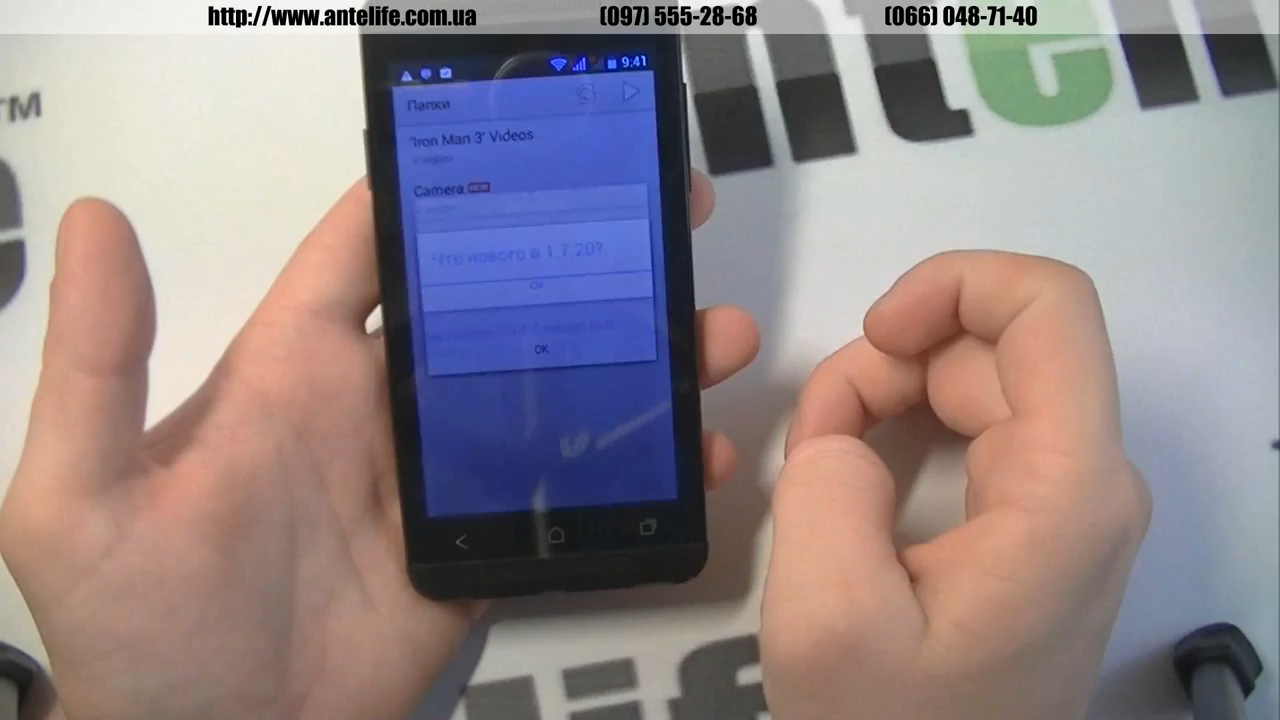 http://www.antelife.com.ua
(097) 555-28-68
(066) 048-71-40
TM
9:41
Папки
'Iron Man 3' Videos
Camera NEW
Что нового в 1.7.20?
OK
OK